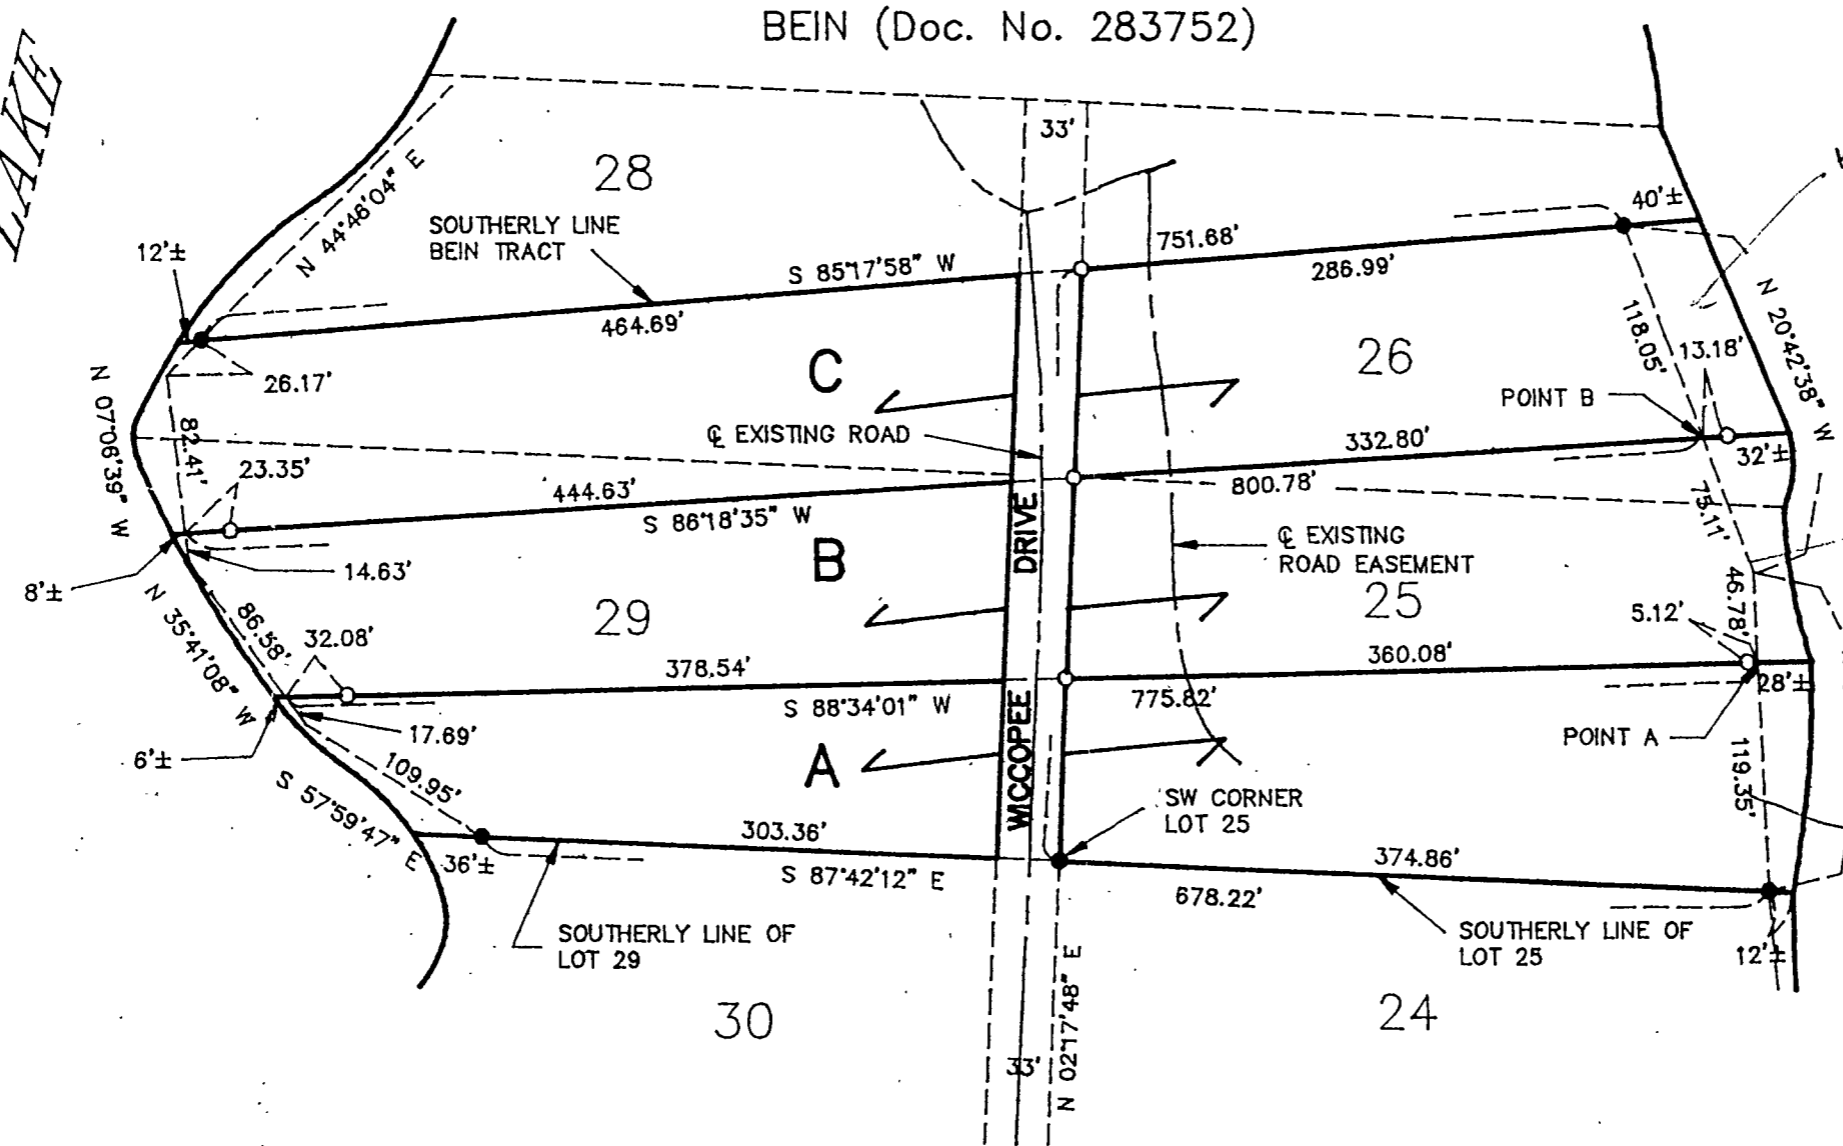 BEIN (Doc. No. 283752)
LAKE
33'
28
N 44°46'04" E
SOUTHERLY LINE
BEIN TRACT
12'±
40'±
751.68'
S 85°17'58" W
286.99'
464.69'
118.05'
N 20°42'38" W
13.18'
26
C
26.17'
N 07°06'39" W
82.41'
POINT B
℄ EXISTING ROAD
332.80'
32'±
23.35'
444.63'
800.78'
S 86°18'35" W
75.11'
DRIVE
℄ EXISTING
ROAD EASEMENT
B
14.63'
8'±
N 35°41'08" W
86.58'
29
25
46.78'
5.12'
32.08'
378.54'
360.08'
28'±
S 88°34'01" W
775.82'
WICCOPEE
17.69'
POINT A
6'±
109.95'
A
119.35'
S 57°59'47" E
SW CORNER
LOT 25
303.36'
374.86'
36'±
S 87°42'12" E
678.22'
SOUTHERLY LINE OF
LOT 29
SOUTHERLY LINE OF
LOT 25
12'±
N 02°17'48" E
30
24
33'